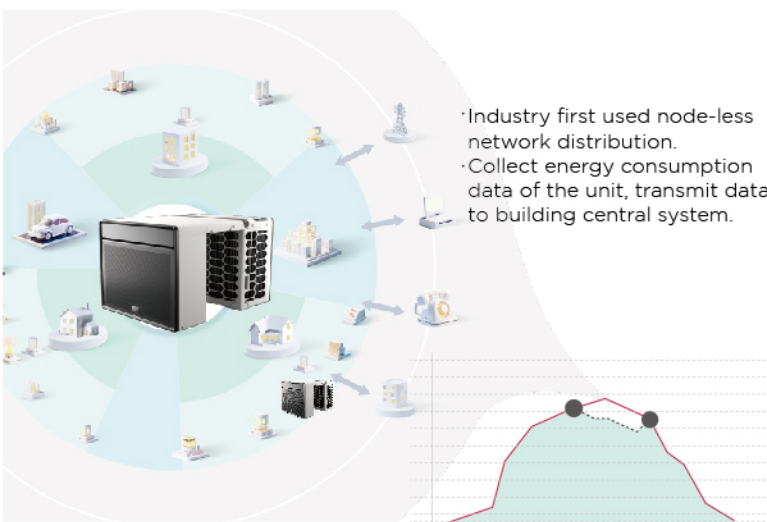 ·Industry first used node-less
network distribution.
·Collect energy consumption
data of the unit, transmit data
to building central system.